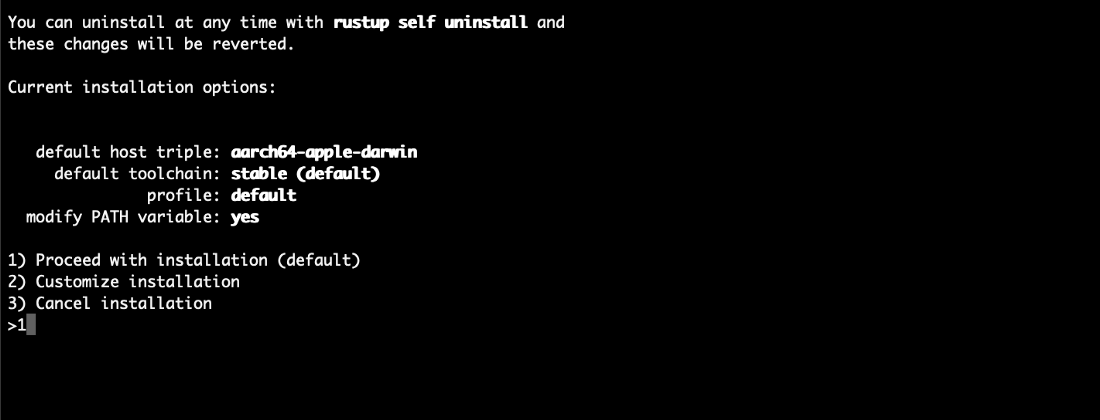 You can uninstall at any time with rustup self uninstall and
these changes will be reverted.
Current installation options:
default host triple: aarch64-apple-darwin
default toolchain: stable (default)
profile: default
modify PATH variable: yes
1) Proceed with installation (default)
2) Customize installation
3) Cancel installation
>1